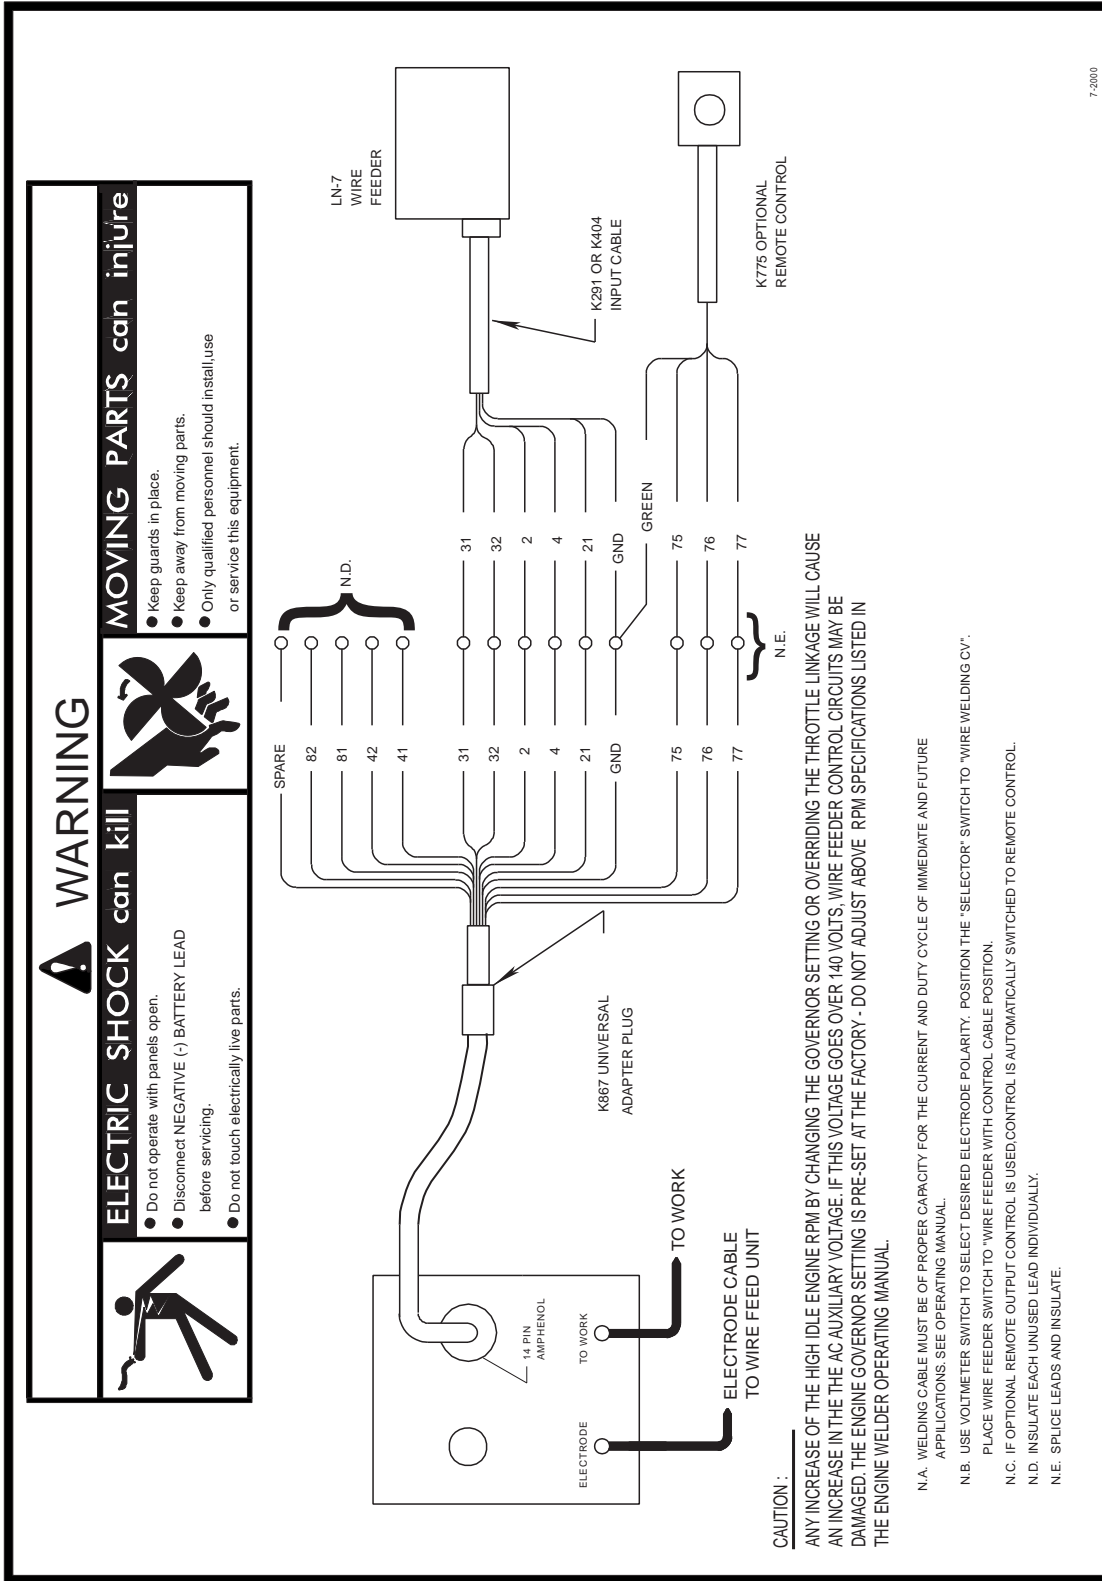 WARNING
ELECTRIC SHOCK can kill
● Do not operate with panels open.
● Disconnect NEGATIVE (-) BATTERY LEAD
before servicing.
● Do not touch electrically live parts.
MOVING PARTS can injure
● Keep guards in place.
● Keep away from moving parts.
● Only qualified personnel should install,use
or service this equipment.
SPARE
82
81
42
41
31
32
2
4
21
GND
75
76
77
N.D.
31
32
2
4
21
GND
GREEN
75
76
77
N.E.
LN-7
WIRE
FEEDER
K291 OR K404
INPUT CABLE
K775 OPTIONAL
REMOTE CONTROL
K867 UNIVERSAL
ADAPTER PLUG
14 PIN
AMPHENOL
ELECTRODE
TO WORK
TO WORK
ELECTRODE CABLE
TO WIRE FEED UNIT
CAUTION :
ANY INCREASE OF THE HIGH IDLE ENGINE RPM BY CHANGING THE GOVERNOR SETTING OR OVERRIDING THE THROTTLE LINKAGE WILL CAUSE
AN INCREASE IN THE THE AC AUXILIARY VOLTAGE. IF THIS VOLTAGE GOES OVER 140 VOLTS, WIRE FEEDER CONTROL CIRCUITS MAY BE
DAMAGED. THE ENGINE GOVERNOR SETTING IS PRE-SET AT THE FACTORY - DO NOT ADJUST ABOVE RPM SPECIFICATIONS LISTED IN
THE ENGINE WELDER OPERATING MANUAL.
N.A. WELDING CABLE MUST BE OF PROPER CAPACITY FOR THE CURRENT AND DUTY CYCLE OF IMMEDIATE AND FUTURE
APPILICATIONS. SEE OPERATING MANUAL.
N.B. USE VOLTMETER SWITCH TO SELECT DESIRED ELECTRODE POLARITY. POSITION THE "SELECTOR" SWITCH TO "WIRE WELDING CV".
PLACE WIRE FEEDER SWITCH TO "WIRE FEEDER WITH CONTROL CABLE POSITION.
N.C. IF OPTIONAL REMOTE OUTPUT CONTROL IS USED,CONTROL IS AUTOMATICALLY SWITCHED TO REMOTE CONTROL.
N.D. INSULATE EACH UNUSED LEAD INDIVIDUALLY.
N.E. SPLICE LEADS AND INSULATE.
7-2000